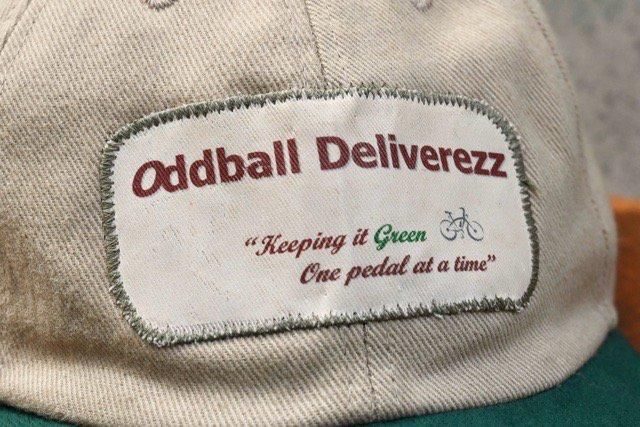 Oddball Deliverezz
“Keeping it Green
One pedal at a time”